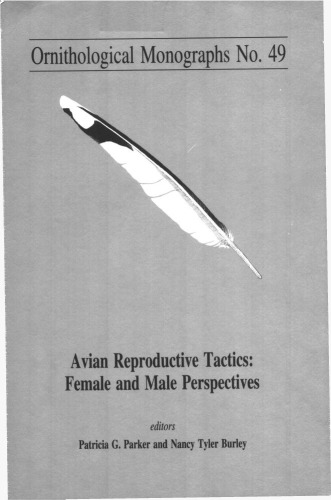 Ornithological Monographs No. 49
Avian Reproductive Tactics:
Female and Male Perspectives
editors
Patricia G. Parker and Nancy Tyler Burley